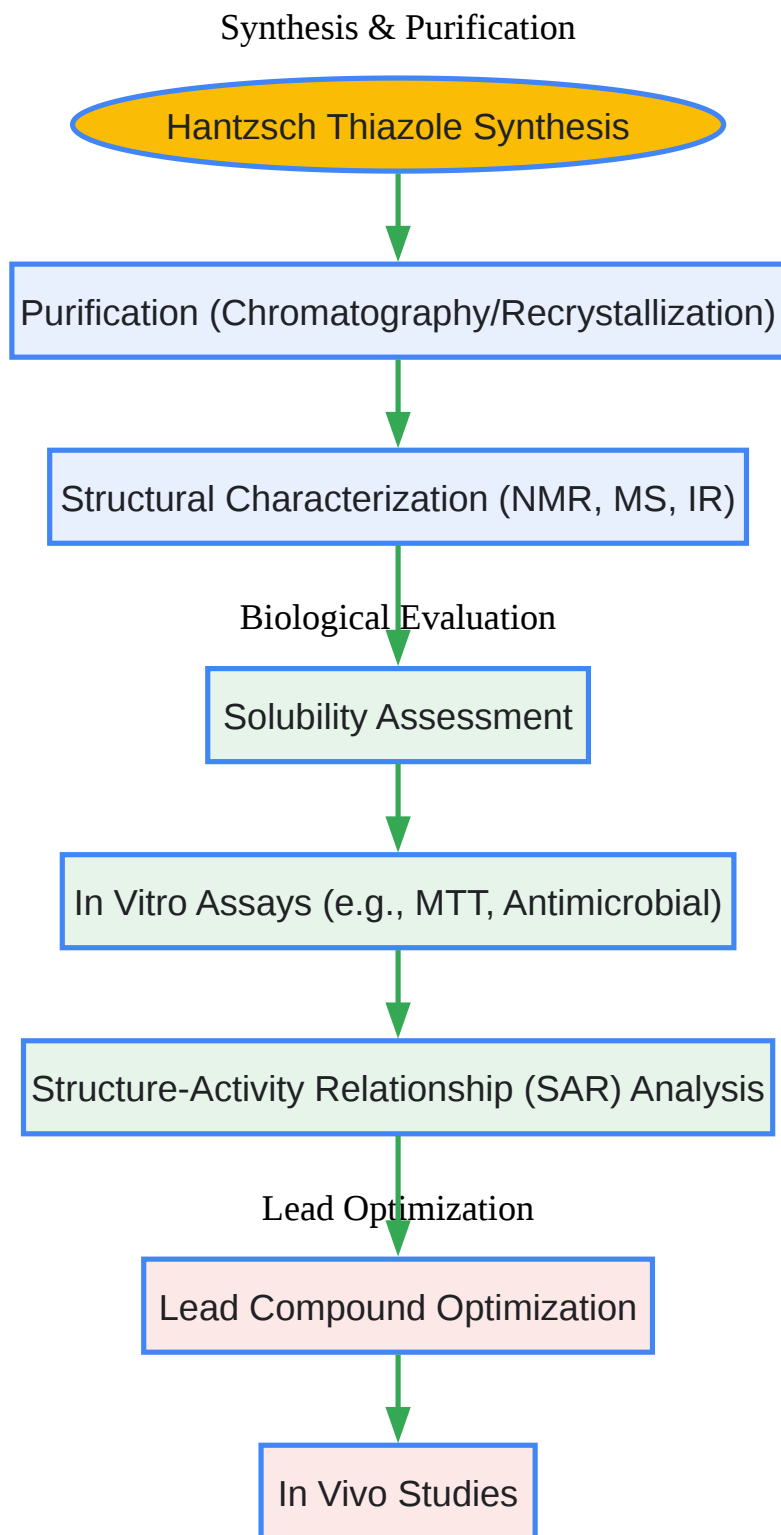 Synthesis & Purification
Hantzsch Thiazole Synthesis
Purification (Chromatography/Recrystallization)
Structural Characterization (NMR, MS, IR)
Biological Evaluation
Solubility Assessment
In Vitro Assays (e.g., MTT, Antimicrobial)
Structure-Activity Relationship (SAR) Analysis
Lead Optimization
Lead Compound Optimization
In Vivo Studies